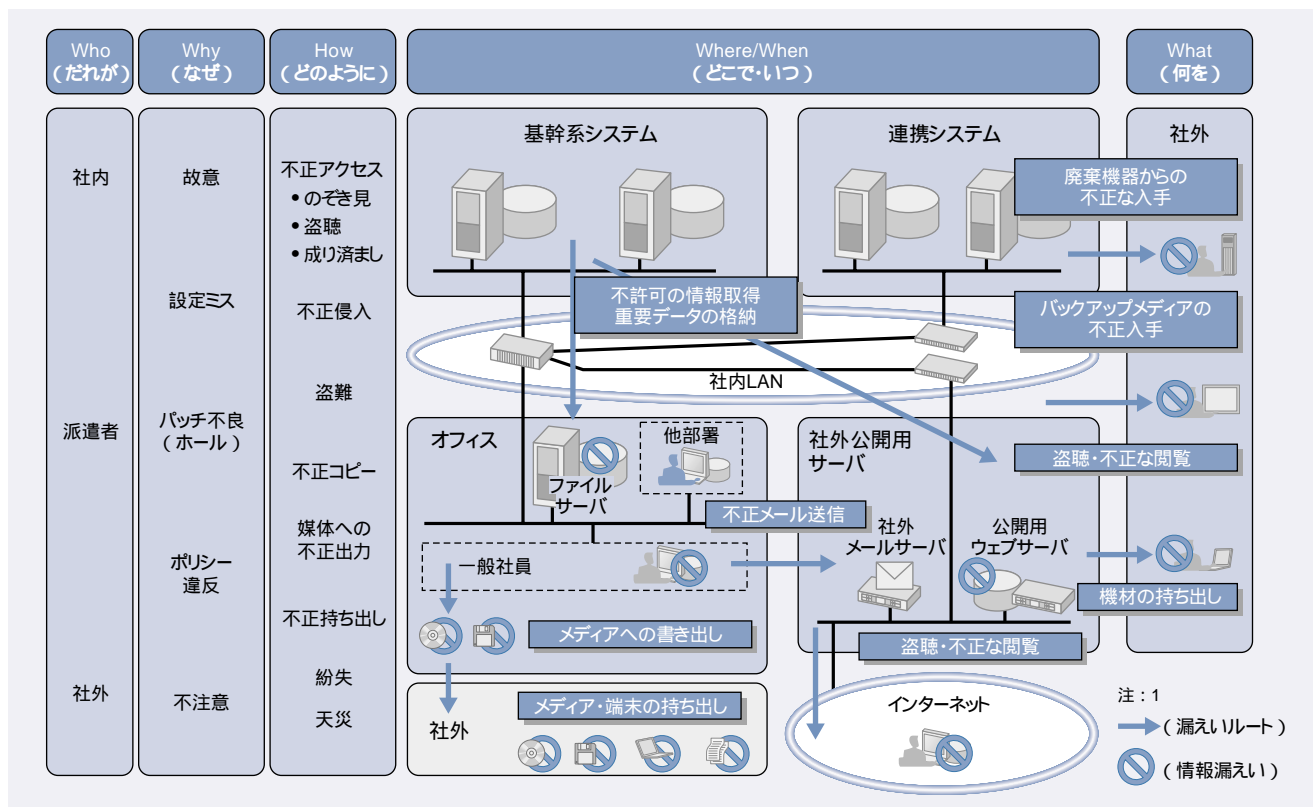 Who
(だれが)
Why
(なぜ)
How
(どのように)
Where/When
(どこで・いつ)
What
(何を)
社内
派遣者
社外
故意
設定ミス
パッチ不良
(ホール)
ポリシー
違反
不注意
不正アクセス
•のぞき見
•盗聴
•成り済まし
不正侵入
盗難
不正コピー
媒体への
不正出力
不正持ち出し
紛失
天災
基幹系システム
連携システム
社外
廃棄機器からの
不正な入手
不許可の情報取得
重要データの格納
バックアップメディアの
不正入手
社内LAN
オフィス
他部署
ファイル
サーバ
社外公開用
サーバ
盗聴・不正な閲覧
不正メール送信
社外
メールサーバ
公開用
ウェブサーバ
一般社員
機材の持ち出し
メディアへの書き出し
盗聴・不正な閲覧
社外
メディア・端末の持ち出し
インターネット
注:1
(漏えいルート)
(情報漏えい)